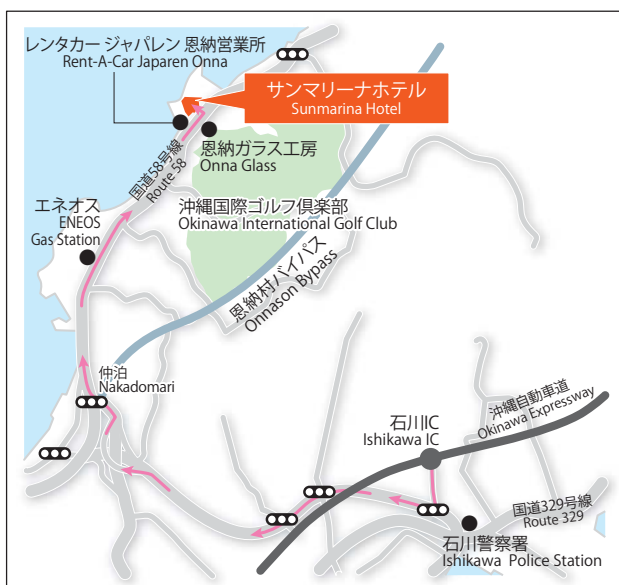 レンタカー ジャパレン 恩納営業所
Rent-A-Car Japaren Onna
サンマリーナホテル
Sunmarina Hotel
恩納ガラス工房
Onna Glass
国道58号線
Route 58
エネオス
ENEOS
Gas Station
沖縄国際ゴルフ倶楽部
Okinawa International Golf Club
恩納村バイパス
Onnason Bypass
仲泊
Nakadomari
石川IC
Ishikawa IC
沖縄自動車道
Okinawa Expressway
国道329号線
Route 329
石川警察署
Ishikawa Police Station